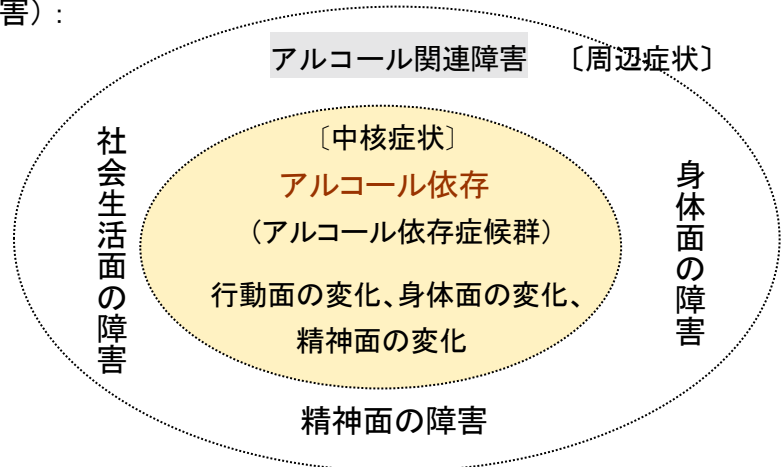 害）：
アルコール関連障害 〔周辺症状〕
〔中核症状〕
アルコール依存
（アルコール依存症候群）
行動面の変化、身体面の変化、
精神面の変化
社会生活面の障害
身体面の障害
精神面の障害